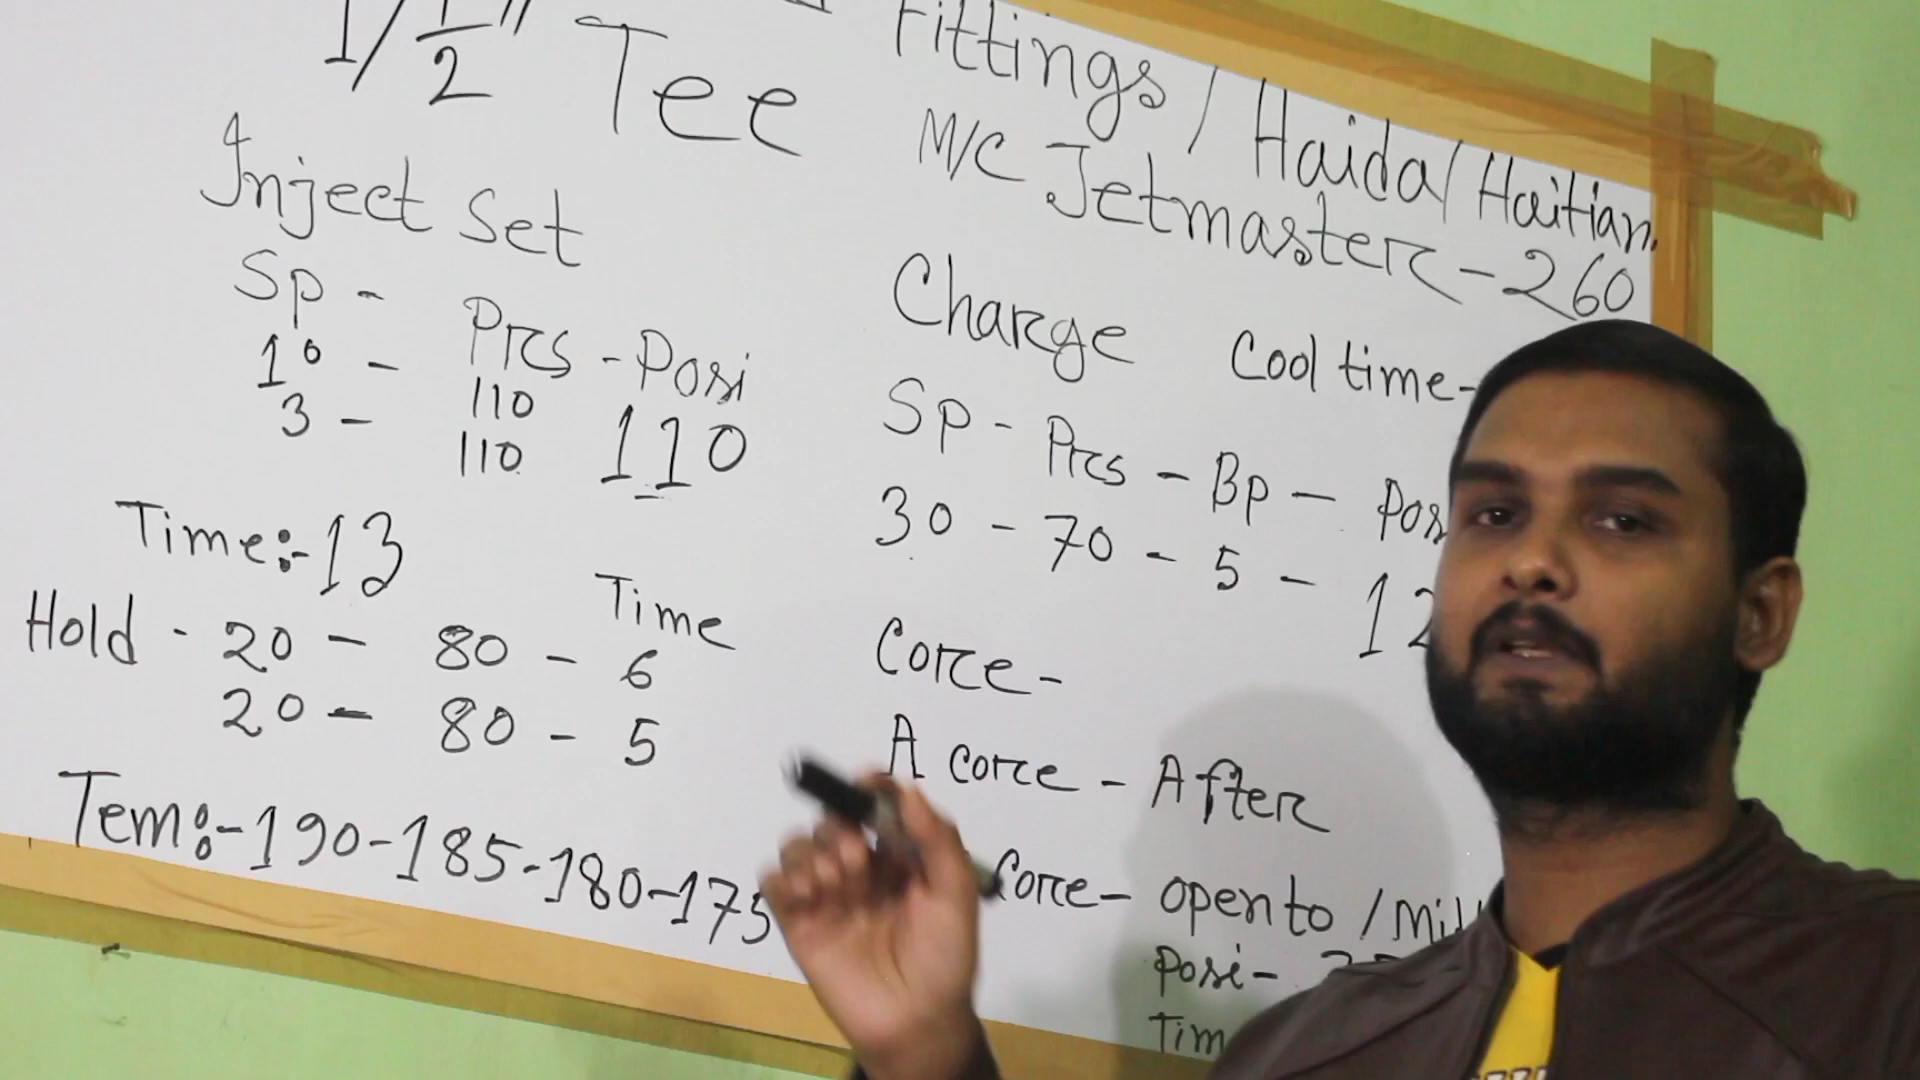 1/1/2" Tee
Inject Set
Sp - Prs - Posi
10 - 110
3 - 110 110
Time:-13
Time
Hold - 20 - 80 - 6
20 - 80 - 5
Tem:-190-185-180-175
Fittings / Haida / Haitian.
M/C Jetmaster-260
Charge Cool time-
Sp - Prs - Bp - Posi
30 - 70 - 5 - 12
Core-
A core - After
Core- open to / Mid
Posi-
Tim